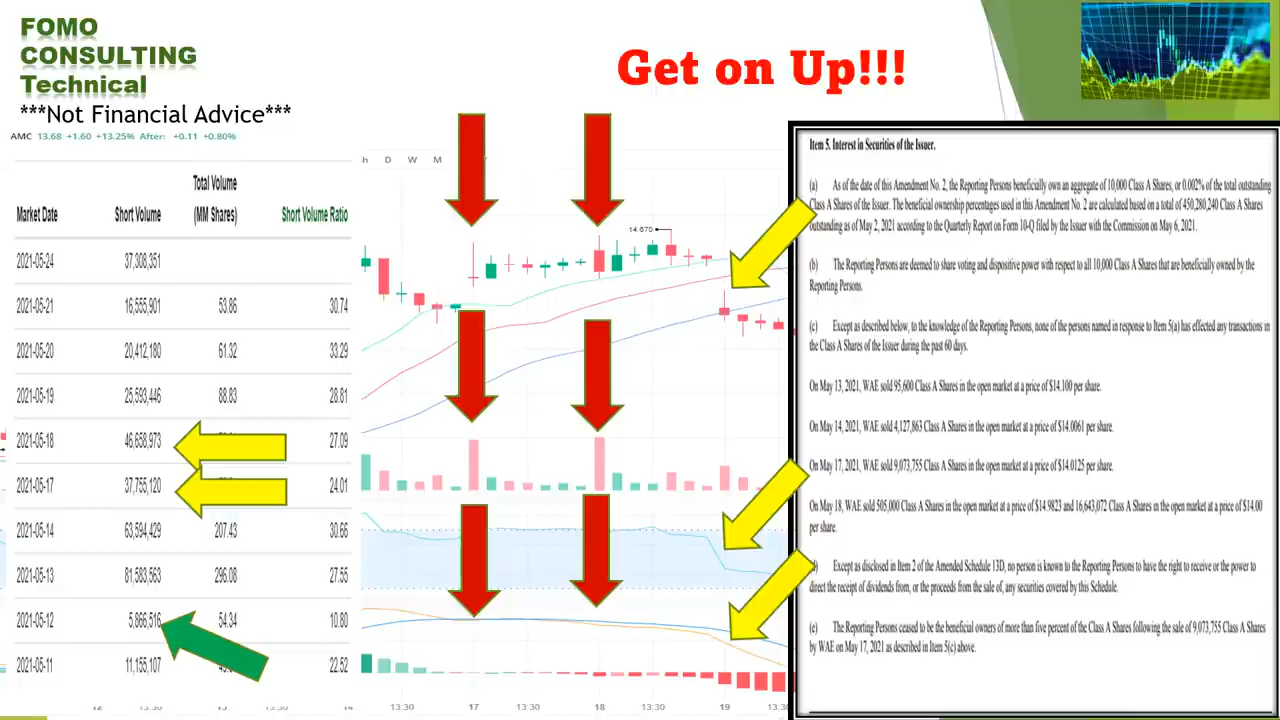 FOMO
CONSULTING
Technical
***Not Financial Advice***
Get on Up!!!
AMC 13.68 +1.60 +13.25% After: +0.11 +0.80%
Total Volume
Market Date Short Volume (MM Shares) Short Volume Ratio
2021-05-24 37,308,351
2021-05-21 16,555,901 53.86 30.74
2021-05-20 20,412,180 61.32 33.29
2021-05-19 25,593,446 88.83 28.81
2021-05-18 46,658,973 27.09
2021-05-17 37,755,120 24.01
2021-05-14 63,594,429 207.43 30.66
2021-05-13 81,583,563 296.08 27.55
2021-05-12 5,866,516 54.34 10.80
2021-05-11 11,155,107 22.52
12 13:30 13 13:30 14
h D W M
14.670
13:30 17 13:30 18 13:30 19 13:30
Item 5. Interest in Securities of the Issuer.
(a) As of the date of this Amendment No. 2, the Reporting Persons beneficially own an aggregate of 10,000 Class A Shares, or 0.002% of the total outstanding
Class A Shares of the Issuer. The beneficial ownership percentages used in this Amendment No. 2 are calculated based on a total of 450,280,240 Class A Shares
outstanding as of May 2, 2021 according to the Quarterly Report on Form 10-Q filed by the Issuer with the Commission on May 6, 2021.
(b) The Reporting Persons are deemed to share voting and dispositive power with respect to all 10,000 Class A Shares that are beneficially owned by the
Reporting Persons.
(c) Except as described below, to the knowledge of the Reporting Persons, none of the persons named in response to Item 5(a) has effected any transactions in
the Class A Shares of the Issuer during the past 60 days.
On May 13, 2021, WAE sold 95,600 Class A Shares in the open market at a price of $14.100 per share.
On May 14, 2021, WAE sold 4,127,863 Class A Shares in the open market at a price of $14.0061 per share.
On May 17, 2021, WAE sold 9,073,755 Class A Shares in the open market at a price of $14.0125 per share.
On May 18, WAE sold 505,000 Class A Shares in the open market at a price of $14.9823 and 16,643,072 Class A Shares in the open market at a price of $14.00
per share.
Except as disclosed in Item 2 of the Amended Schedule 13D, no person is known to the Reporting Persons to have the right to receive or the power to
direct the receipt of dividends from, or the proceeds from the sale of, any securities covered by this Schedule.
(e) The Reporting Persons ceased to be the beneficial owners of more than five percent of the Class A Shares following the sale of 9,073,755 Class A Shares
by WAE on May 17, 2021 as described in Item 5(c) above.